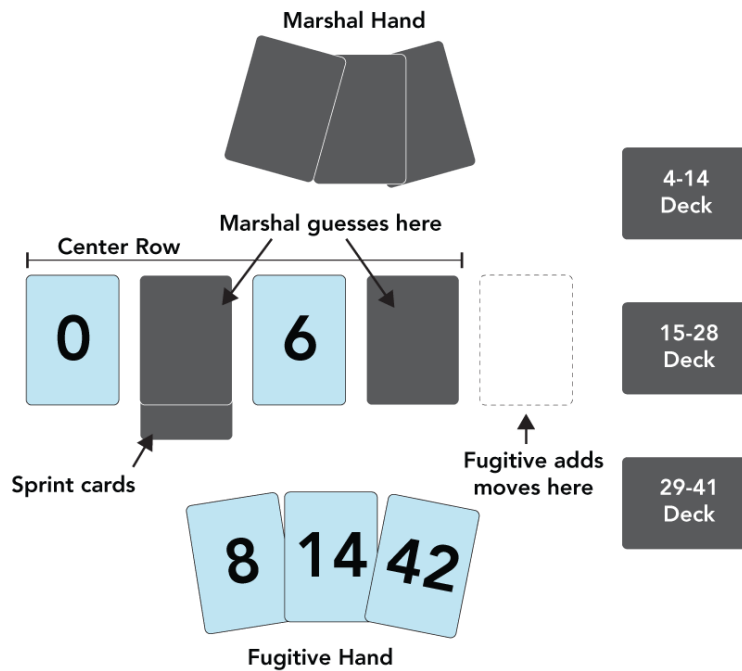 Marshal Hand
4-14
Deck
Marshal guesses here
Center Row
0
6
15-28
Deck
Sprint cards
Fugitive adds
moves here
29-41
Deck
8
14
42
Fugitive Hand